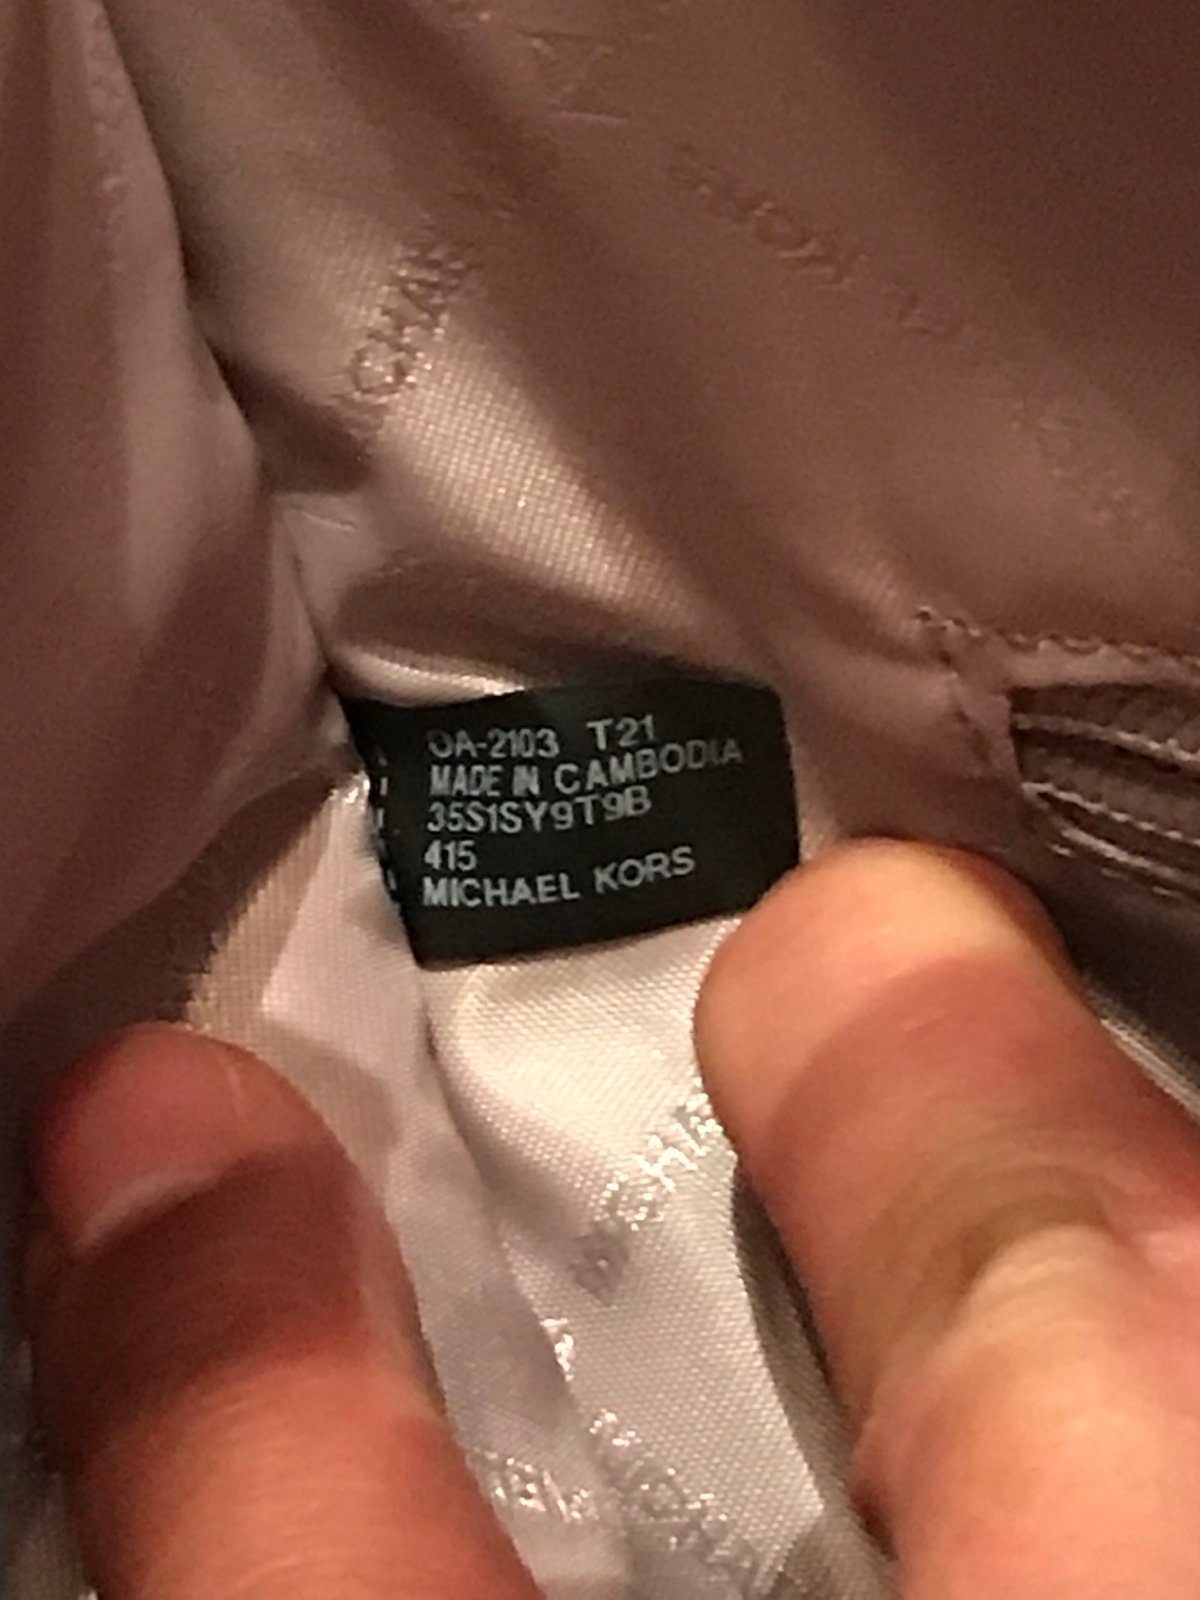 OA-2103 T21
MADE IN CAMBODIA
35S1SY9T9B
415
MICHAEL KORS